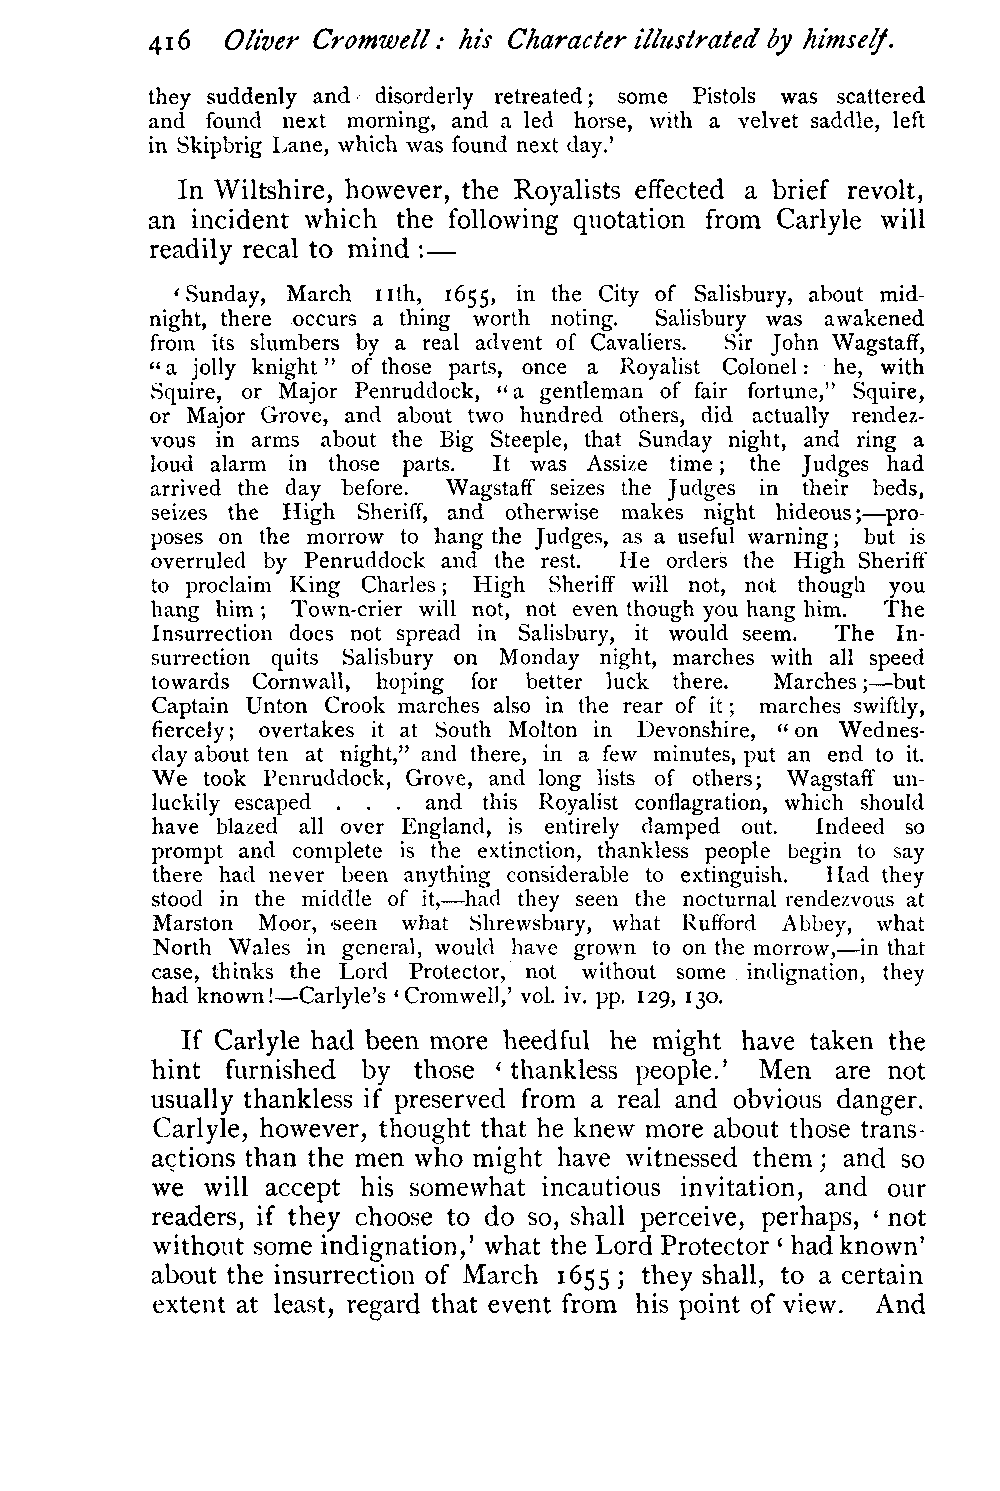 416 Oliver Cromwell : his Character illustrated by himself.
they suddenly and disorderly retreated; some Pistols was scattered
and found next morning, and a led horse, with a velvet saddle, left
in Skipbrig Lane, which was found next day.'
In Wiltshire, however, the Royalists effected a brief revolt,
an incident which the following quotation from Carlyle will
readily recal to mind :—
'Sunday, March 11th, 1655, in the City of Salisbury, about mid-
night, there occurs a thing worth noting. Salisbury was awakened
from its slumbers by a real advent of Cavaliers. Sir John Wagstaff,
"a jolly knight" of those parts, once a Royalist Colonel: he, with
Squire, or Major Penruddock, "a gentleman of fair fortune," Squire,
or Major Grove, and about two hundred others, did actually rendez-
vous in arms about the Big Steeple, that Sunday night, and ring a
loud alarm in those parts. It was Assize time; the Judges had
arrived the day before. Wagstaff seizes the Judges in their beds,
seizes the High Sheriff, and otherwise makes night hideous;—pro-
poses on the morrow to hang the Judges, as a useful warning; but is
overruled by Penruddock and the rest. He orders the High Sheriff
to proclaim King Charles; High Sheriff will not, not though you
hang him; Town-crier will not, not even though you hang him. The
Insurrection does not spread in Salisbury, it would seem. The In-
surrection quits Salisbury on Monday night, marches with all speed
towards Cornwall, hoping for better luck there. Marches;—but
Captain Unton Crook marches also in the rear of it; marches swiftly,
fiercely; overtakes it at South Molton in Devonshire, "on Wednes-
day about ten at night," and there, in a few minutes, put an end to it.
We took Penruddock, Grove, and long lists of others; Wagstaff un-
luckily escaped . . . and this Royalist conflagration, which should
have blazed all over England, is entirely damped out. Indeed so
prompt and complete is the extinction, thankless people begin to say
there had never been anything considerable to extinguish. Had they
stood in the middle of it,—had they seen the nocturnal rendezvous at
Marston Moor, seen what Shrewsbury, what Rufford Abbey, what
North Wales in general, would have grown to on the morrow,—in that
case, thinks the Lord Protector, not without some indignation, they
had known!—Carlyle's 'Cromwell,' vol. iv. pp. 129, 130.
If Carlyle had been more heedful he might have taken the
hint furnished by those 'thankless people.' Men are not
usually thankless if preserved from a real and obvious danger.
Carlyle, however, thought that he knew more about those trans-
actions than the men who might have witnessed them; and so
we will accept his somewhat incautious invitation, and our
readers, if they choose to do so, shall perceive, perhaps, 'not
without some indignation,' what the Lord Protector 'had known'
about the insurrection of March 1655; they shall, to a certain
extent at least, regard that event from his point of view. And